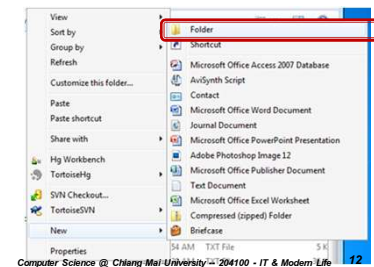 View
Sort by
Group by
Refresh
Customize this folder...
Paste
Paste shortcut
Share with
Hg Workbench
TortoiseHg
SVN Checkout...
TortoiseSVN
New
Properties
Folder
Shortcut
Microsoft Office Access 2007 Database
AviSynth Script
Contact
Microsoft Office Word Document
Journal Document
Microsoft Office PowerPoint Presentation
Adobe Photoshop Image 12
Microsoft Office Publisher Document
Text Document
Microsoft Office Excel Worksheet
Compressed (zipped) Folder
Briefcase
54 AM TXT File 5 K
Computer Science @ Chiang Mai University – 204100 - IT & Modern Life 12